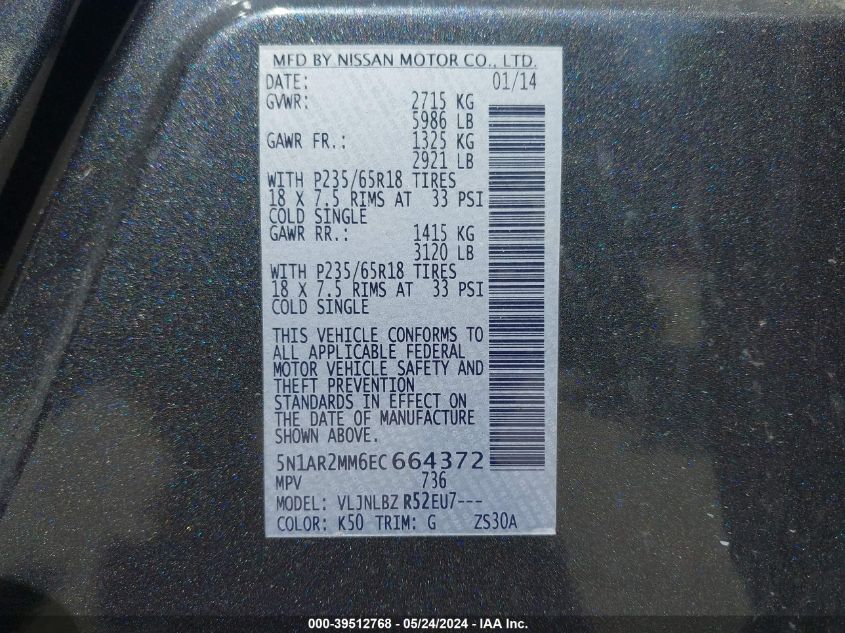 MFD BY NISSAN MOTOR CO., LTD.
DATE: 01/14
GVWR: 2715 KG
5986 LB
GAWR FR.: 1325 KG
2921 LB
WITH P235/65R18 TIRES
18 X 7.5 RIMS AT 33 PSI
COLD SINGLE
GAWR RR.: 1415 KG
3120 LB
WITH P235/65R18 TIRES
18 X 7.5 RIMS AT 33 PSI
COLD SINGLE
THIS VEHICLE CONFORMS TO
ALL APPLICABLE FEDERAL
MOTOR VEHICLE SAFETY AND
THEFT PREVENTION
STANDARDS IN EFFECT ON
THE DATE OF MANUFACTURE
SHOWN ABOVE.
5N1AR2MM6EC664372
MPV 736
MODEL: VLJNLBZ R52EU7---
COLOR: K50 TRIM: G ZS30A
000-39512768 - 05/24/2024 - IAA Inc.